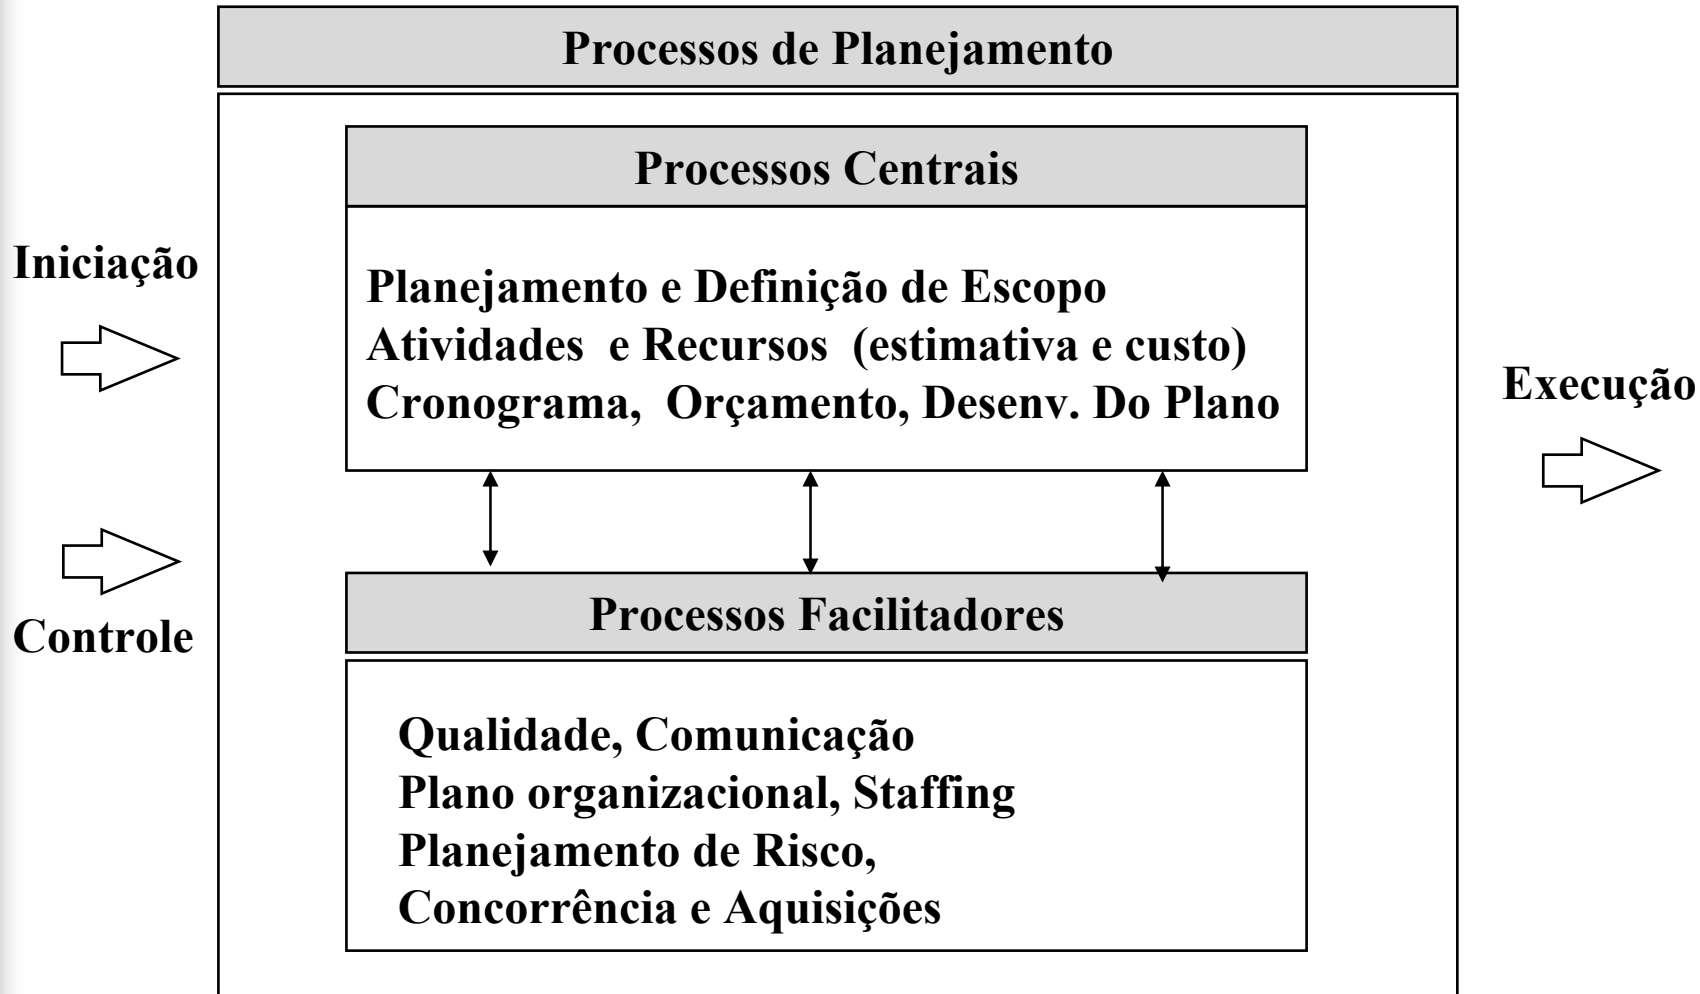 Processos de Planejamento
Processos Centrais
Iniciação
Planejamento e Definição de Escopo
Atividades e Recursos (estimativa e custo)
Cronograma, Orçamento, Desenv. Do Plano
Execução
Processos Facilitadores
Controle
Qualidade, Comunicação
Plano organizacional, Staffing
Planejamento de Risco,
Concorrência e Aquisições